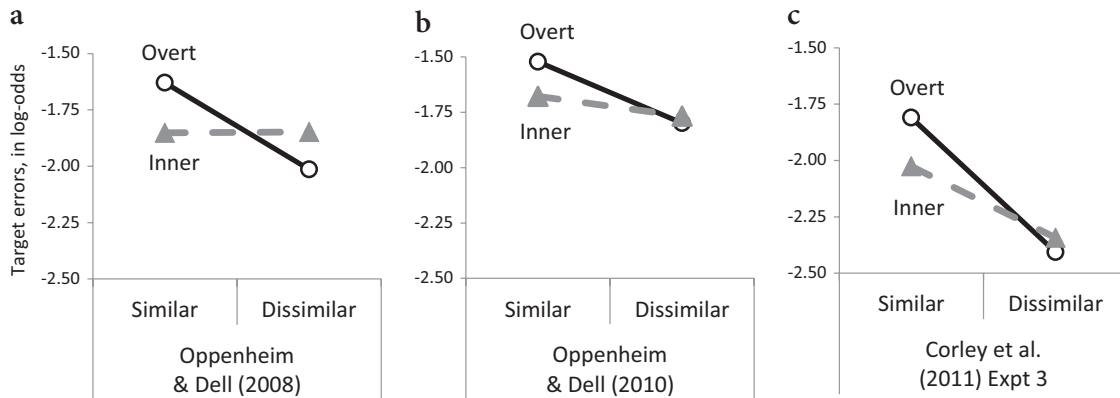 a
Target errors, in log-odds
-1.50
-1.75
-2.00
-2.25
-2.50
Overt
Inner
Similar
Dissimilar
Oppenheim
& Dell (2008)
b
-1.50
-1.75
-2.00
-2.25
-2.50
Overt
Inner
Similar
Dissimilar
Oppenheim
& Dell (2010)
c
-1.50
-1.75
-2.00
-2.25
-2.50
Overt
Inner
Similar
Dissimilar
Corley et al.
(2011) Expt 3